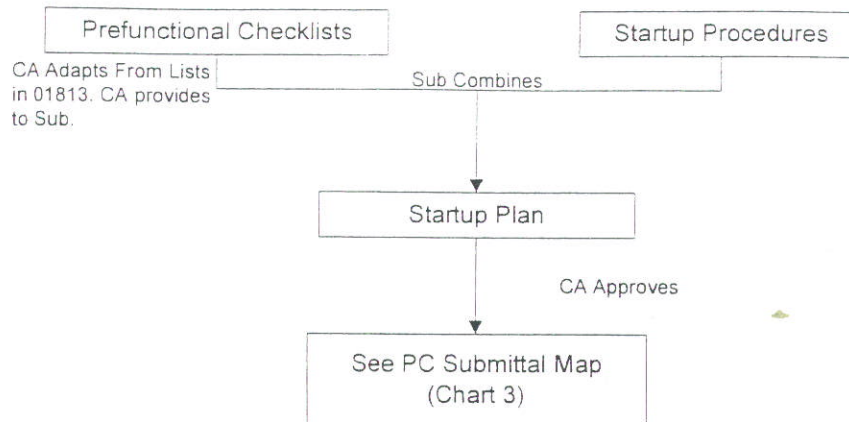 Prefunctional Checklists
Startup Procedures
CA Adapts From Lists
in 01813. CA provides
to Sub.
Sub Combines
Startup Plan
CA Approves
See PC Submittal Map
(Chart 3)